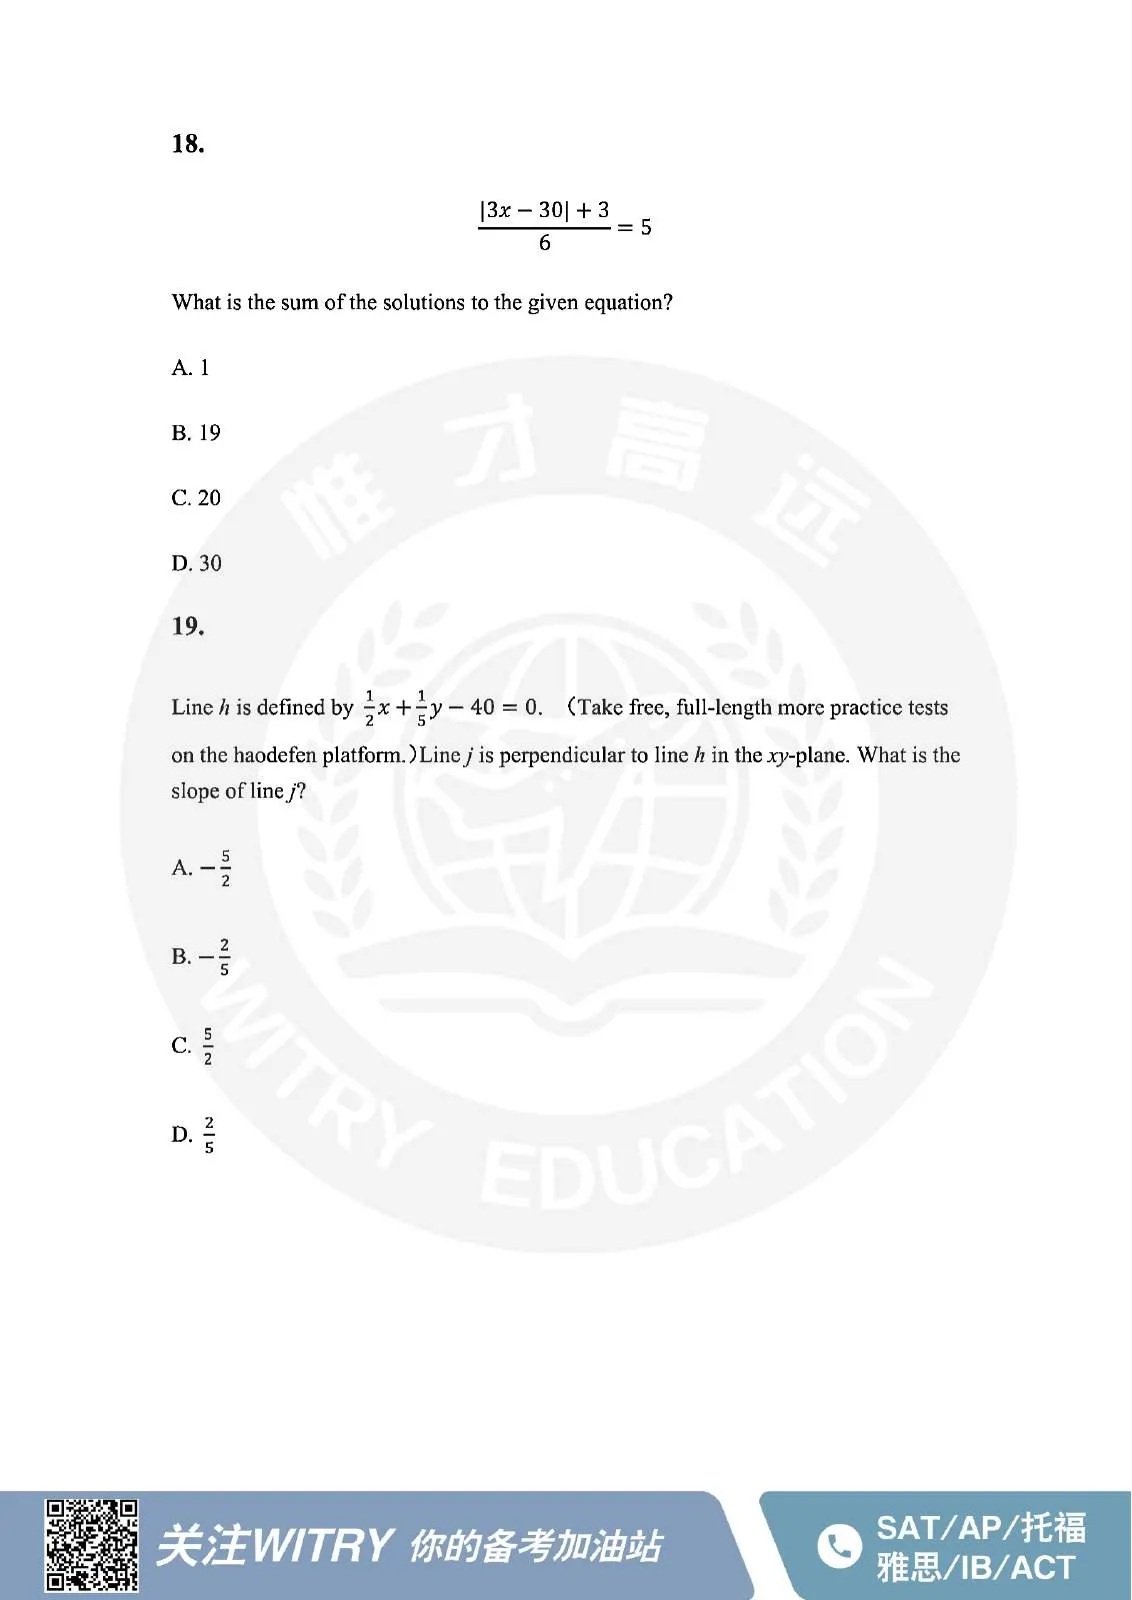 18.
|3x − 30| + 3
6
= 5
What is the sum of the solutions to the given equation?
A. 1
B. 19
C. 20
D. 30
19.
Line h is defined by 1/2 x + 1/5 y − 40 = 0. （Take free, full-length more practice tests
on the haodefen platform.）Line j is perpendicular to line h in the xy-plane. What is the
slope of line j?
A. −5/2
B. −2/5
C. 5/2
D. 2/5
惟才高远
WITRY EDUCATION
关注WITRY 你的备考加油站
SAT/AP/托福
雅思/IB/ACT